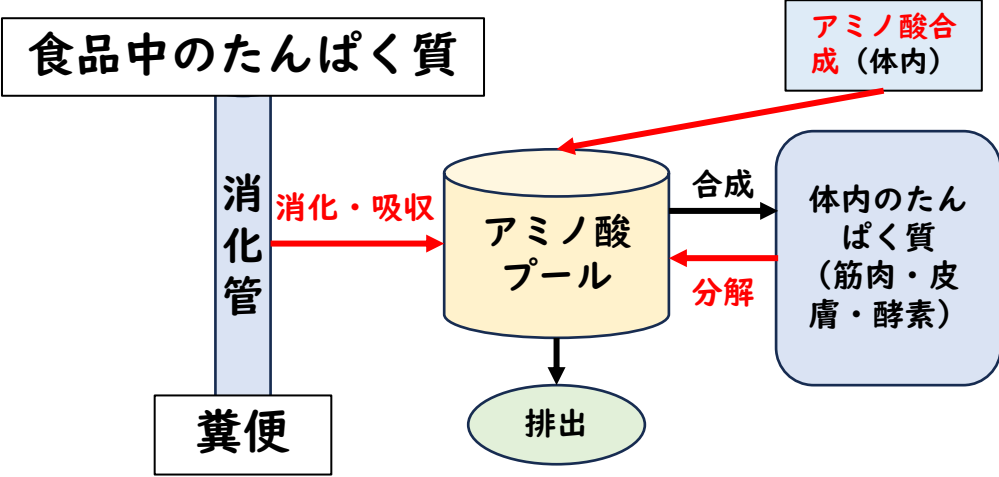 食品中のたんぱく質
アミノ酸合
成（体内）
消
化
管
消化・吸収
アミノ酸
プール
合成
分解
体内のたん
ぱく質
（筋肉・皮
膚・酵素）
排出
糞便